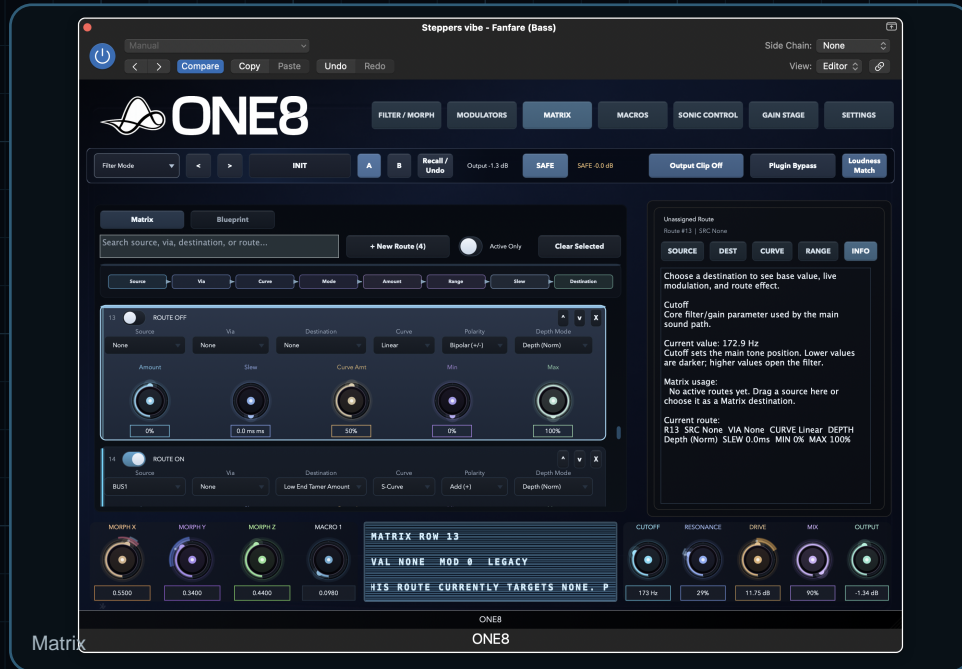 Steppers vibe - Fanfare (Bass)
Manual
Side Chain: None
< > Compare Copy Paste Undo Redo
View: Editor
ONE8
FILTER / MORPH MODULATORS MATRIX MACROS SONIC CONTROL GAIN STAGE SETTINGS
Filter Mode < > INIT A B Recall / Undo Output -1.3 dB SAFE SAFE -0.0 dB Output Clip Off Plugin Bypass Loudness Match
Matrix Blueprint
Search source, via, destination, or route...
+ New Route (4) Active Only Clear Selected
Source Via Curve Mode Amount Range Slew Destination
13 ROUTE OFF ^ v X
Source Via Destination Curve Polarity Depth Mode
None None None Linear Bipolar (+/-) Depth (Norm)
Amount Slew Curve Amt Min Max
0% 0.0 ms ms 50% 0% 100%
14 ROUTE ON ^ v X
Source Via Destination Curve Polarity Depth Mode
BUS1 None Low End Tamer Amount S-Curve Add (+) Depth (Norm)
Unassigned Route
Route #13 | SRC None
SOURCE DEST CURVE RANGE INFO
Choose a destination to see base value, live
modulation, and route effect.
Cutoff
Core filter/gain parameter used by the main
sound path.
Current value: 172.9 Hz
Cutoff sets the main tone position. Lower values
are darker; higher values open the filter.
Matrix usage:
No active routes yet. Drag a source here or
choose it as a Matrix destination.
Current route:
R13 SRC None VIA None CURVE Linear DEPTH
Depth (Norm) SLEW 0.0ms MIN 0% MAX 100%
MORPH X MORPH Y MORPH Z MACRO 1
0.5500 0.3400 0.4400 0.0980
MATRIX ROW 13
VAL NONE MOD 0 LEGACY
HIS ROUTE CURRENTLY TARGETS NONE. P
CUTOFF RESONANCE DRIVE MIX OUTPUT
173 Hz 29% 11.75 dB 90% -1.34 dB
ONE8
ONE8
Matrix